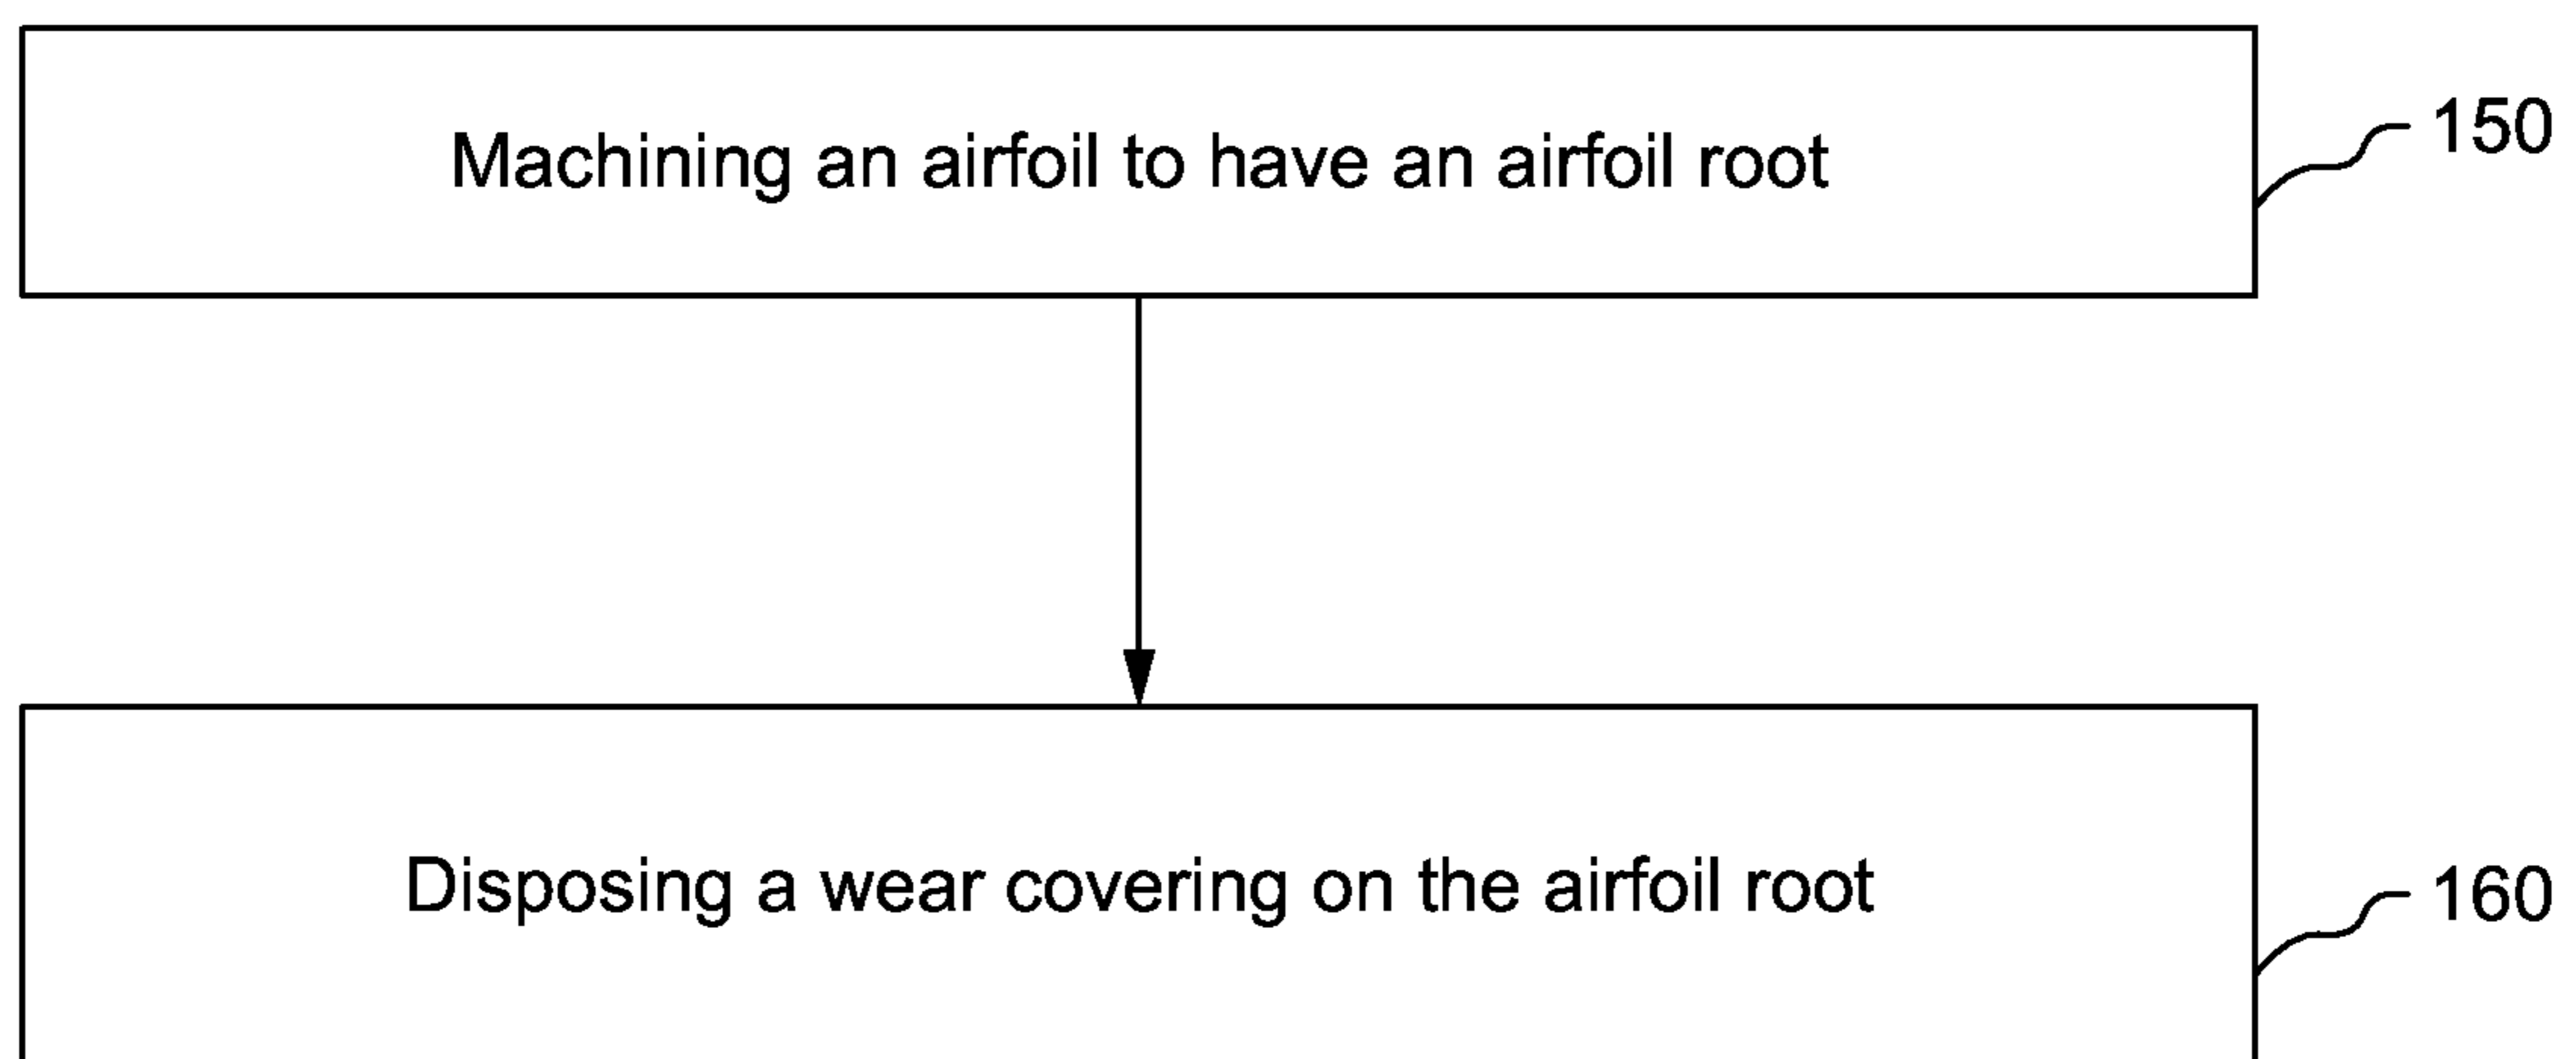 Machining an airfoil to have an airfoil root
150
Disposing a wear covering on the airfoil root
160